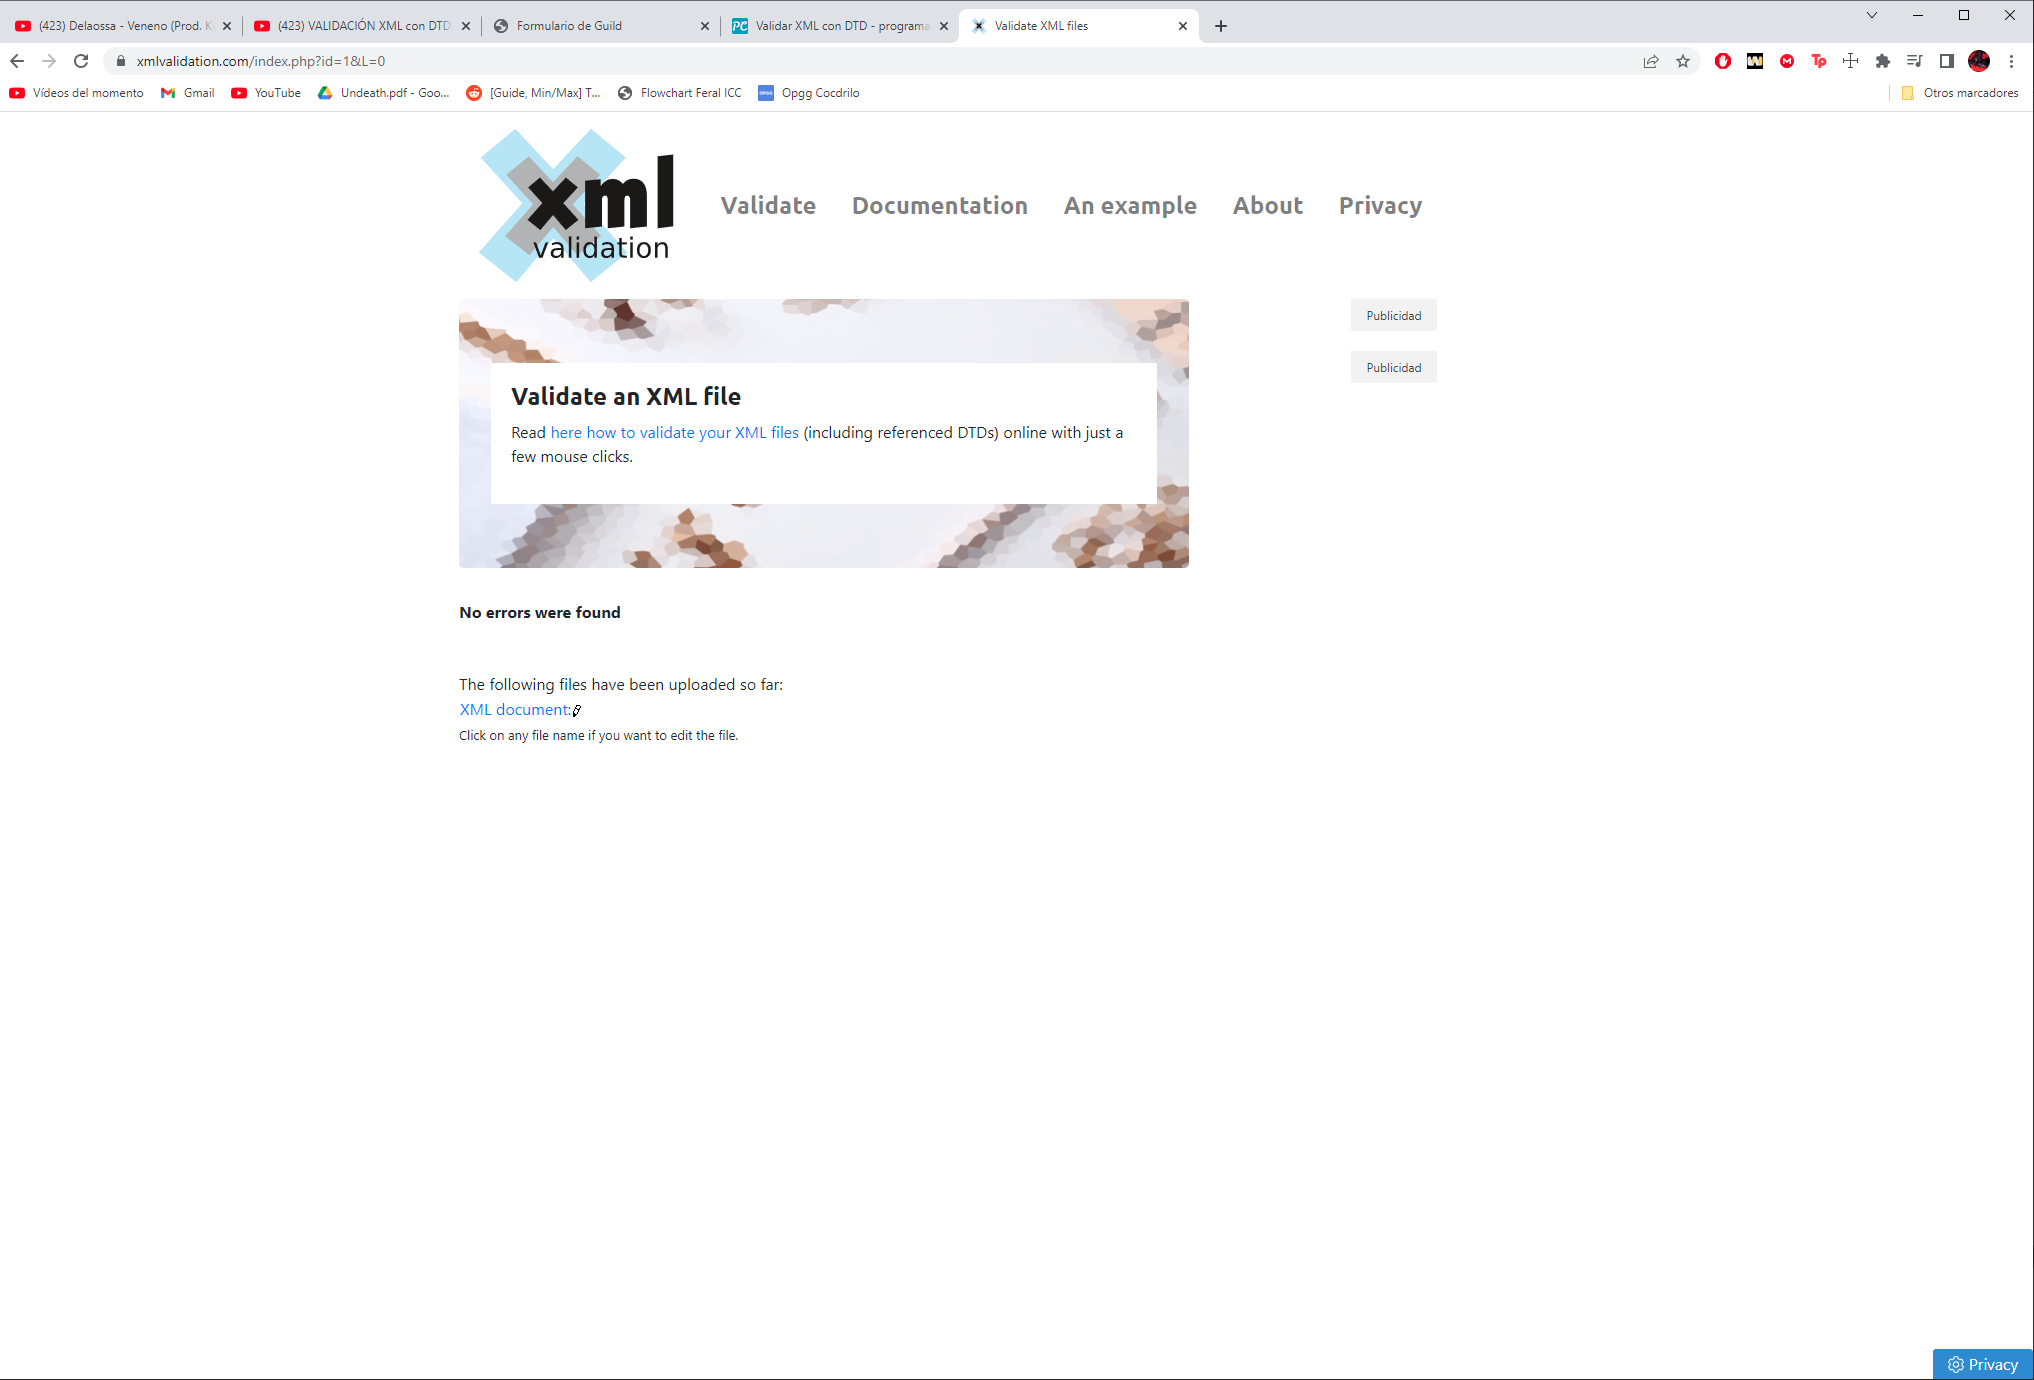 (423) Delaossa - Veneno (Prod. K
(423) VALIDACIÓN XML con DTD
Formulario de Guild
Validar XML con DTD - programa
Validate XML files
xmlvalidation.com/index.php?id=1&L=0
Vídeos del momento
Gmail
YouTube
Undeath.pdf - Goo...
[Guide, Min/Max] T...
Flowchart Feral ICC
Opgg Cocdrilo
Otros marcadores
xml
validation
Validate
Documentation
An example
About
Privacy
Publicidad
Publicidad
Validate an XML file
Read here how to validate your XML files (including referenced DTDs) online with just a
few mouse clicks.
No errors were found
The following files have been uploaded so far:
XML document:
Click on any file name if you want to edit the file.
Privacy